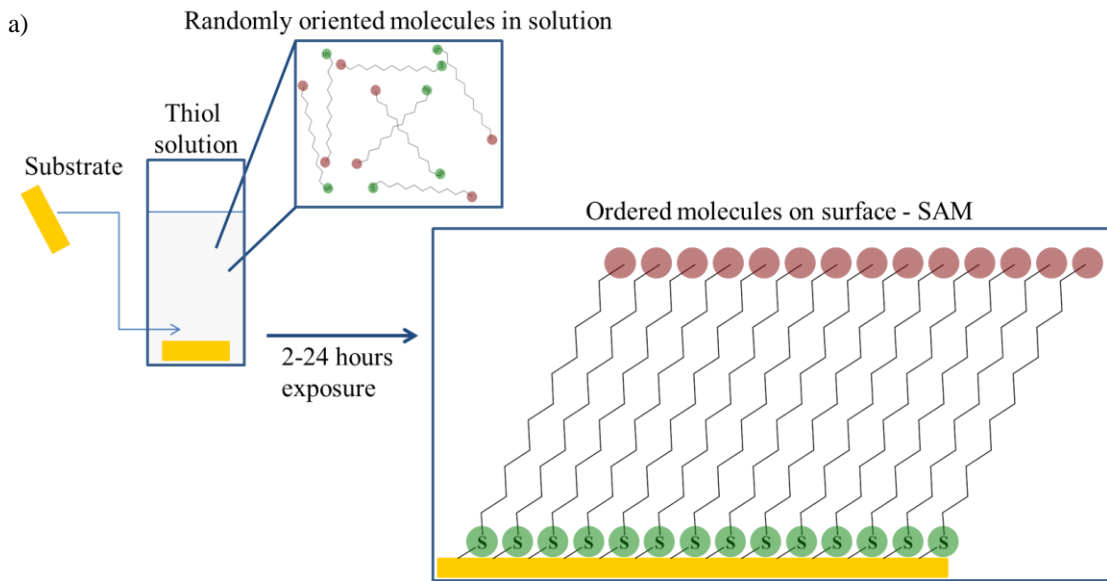 a)
Randomly oriented molecules in solution
Thiol
solution
Substrate
2-24 hours
exposure
Ordered molecules on surface - SAM
S S S S S S S S S S S S S S